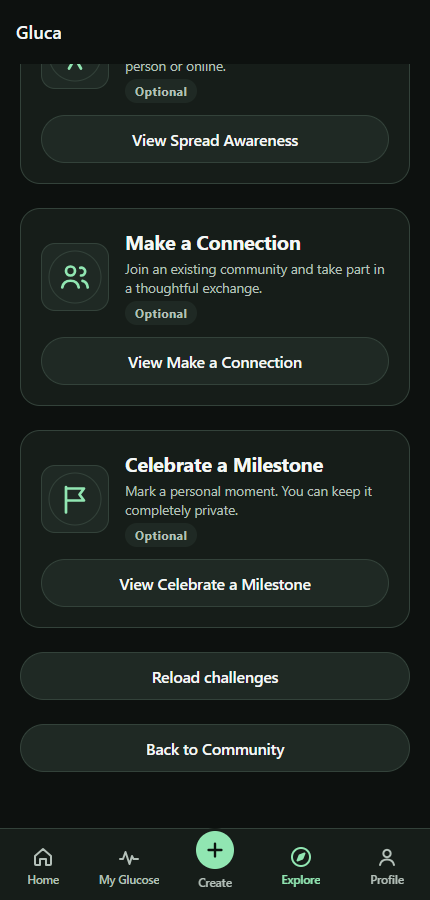 Gluca
person or online.
Optional
View Spread Awareness
Make a Connection
Join an existing community and take part in
a thoughtful exchange.
Optional
View Make a Connection
Celebrate a Milestone
Mark a personal moment. You can keep it
completely private.
Optional
View Celebrate a Milestone
Reload challenges
Back to Community
Home
My Glucose
Create
Explore
Profile